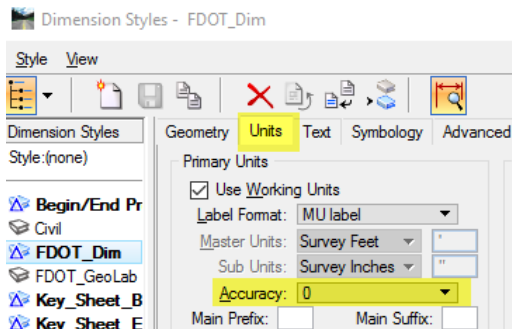 Dimension Styles - FDOT_Dim
Style View
Dimension Styles
Style:(none)
Begin/End Pr
Civil
FDOT_Dim
FDOT_GeoLab
Key_Sheet_B
Key_Sheet_E
Geometry Units Text Symbology Advanced
Primary Units
Use Working Units
Label Format: MU label
Master Units: Survey Feet '
Sub Units: Survey Inches "
Accuracy: 0
Main Prefix: Main Suffix: